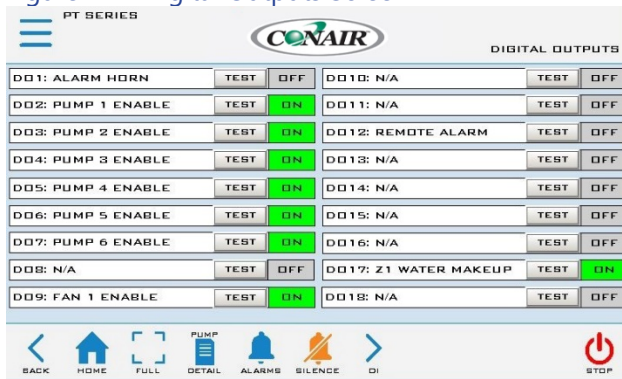 PT SERIES
CONAIR
DIGITAL OUTPUTS
DO1: ALARM HORN TEST OFF DO10: N/A TEST OFF
DO2: PUMP 1 ENABLE TEST ON DO11: N/A TEST OFF
DO3: PUMP 2 ENABLE TEST ON DO12: REMOTE ALARM TEST OFF
DO4: PUMP 3 ENABLE TEST ON DO13: N/A TEST OFF
DO5: PUMP 4 ENABLE TEST ON DO14: N/A TEST OFF
DO6: PUMP 5 ENABLE TEST ON DO15: N/A TEST OFF
DO7: PUMP 6 ENABLE TEST ON DO16: N/A TEST OFF
DO8: N/A TEST OFF DO17: Z1 WATER MAKEUP TEST ON
DO9: FAN 1 ENABLE TEST ON DO18: N/A TEST OFF
BACK HOME FULL PUMP DETAIL ALARMS SILENCE DI STOP